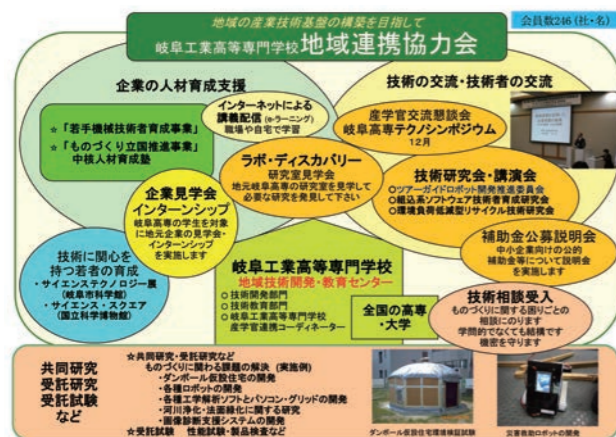 地域の産業技術基盤の構築を目指して
岐阜工業高等専門学校地域連携協力会
会員数246(社・名)
企業の人材育成支援
☆「若手機械技術者育成事業」
☆「ものづくり立国推進事業」
中核人材育成塾
インターネットによる
講義配信(e-ラーニング)
職場や自宅で学習
技術の交流・技術者の交流
産学官交流懇談会
岐阜高専テクノシンポジウム
12月
ラボ・ディスカバリー
研究室見学会
地元岐阜高専の研究室を見学して
必要な研究を発見して下さい
技術研究会・講演会
○ツアーガイドロボット開発推進委員会
○組込系ソフトウェア技術者育成研究会
○環境負荷低減型リサイクル技術研究会
企業見学会
インターンシップ
岐阜高専の学生を対象
に地元企業の見学会・
インターンシップ
を実施します
補助金公募説明会
中小企業向けの公的
補助金等について説明会
を実施します
技術に関心を
持つ若者の育成
・サイエンステクノロジー展
(岐阜市科学館)
・サイエンス・スクエア
(国立科学博物館)
岐阜工業高等専門学校
地域技術開発・教育センター
○技術開発部門
○技術教育部門
○岐阜工業高等専門学校
産学官連携コーディネーター
全国の高専
・大学
技術相談受入
ものづくりに関する困りごとの
相談にのります
学問的でなくても結構です
機密を守ります
共同研究
受託研究
受託試験
など
☆共同研究・受託研究など
ものづくりに関わる課題の解決(実施例)
・ダンボール仮設住宅の開発
・各種ロボットの開発
・各種工学解析ソフトとパソコン・グリッドの開発
・河川浄化・法面緑化に関する研究
・画像診断支援システムの開発
☆受託試験 性能試験・製品検査など
ダンボール仮設住宅環境検証試験
災害救助ロボットの開発